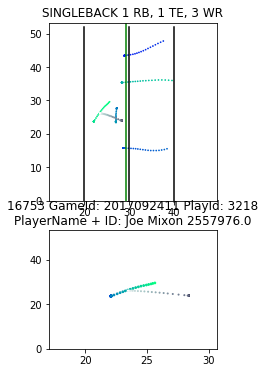 SINGLEBACK 1 RB, 1 TE, 3 WR
50
40
30
20
10
0
20 30 40
16753 GameId: 2017092411 PlayId: 3218
PlayerName + ID: Joe Mixon 2557976.0
40
20
0
20 25 30